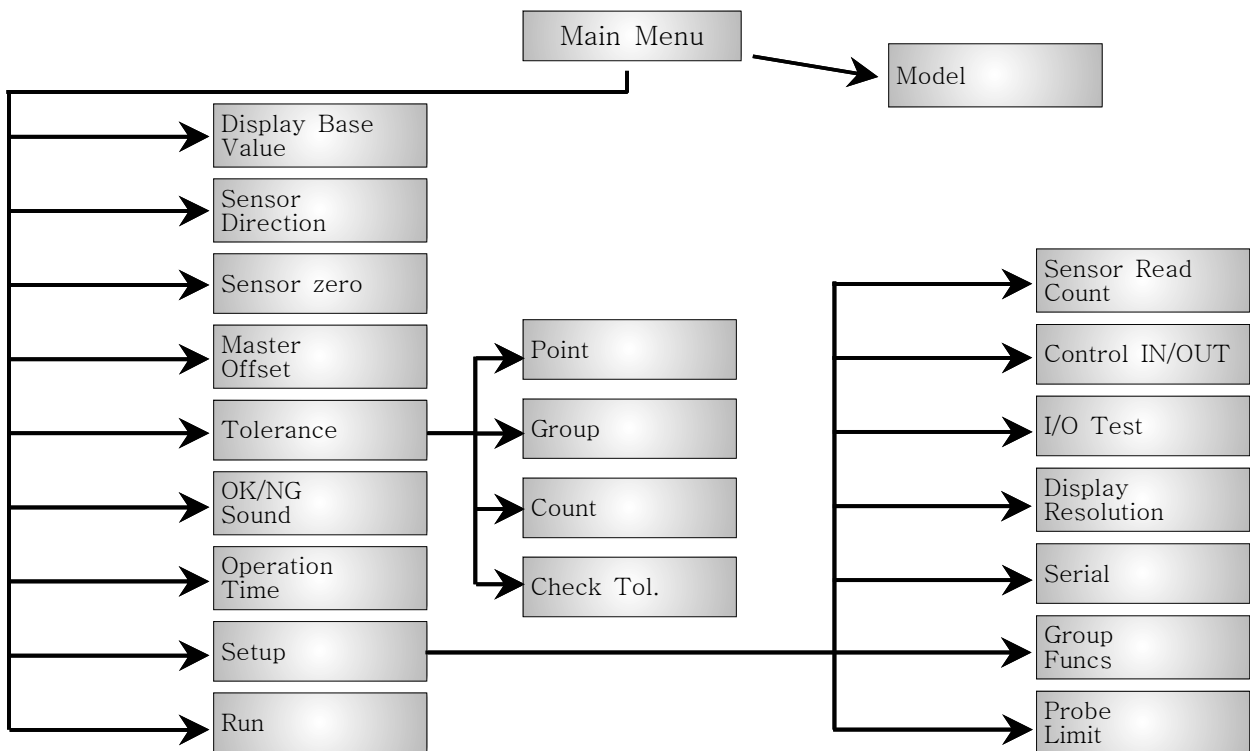 Main Menu
Model
Display Base
Value
Sensor
Direction
Sensor zero
Master
Offset
Tolerance
OK/NG
Sound
Operation
Time
Setup
Run
Point
Group
Count
Check Tol.
Sensor Read
Count
Control IN/OUT
I/O Test
Display
Resolution
Serial
Group
Funcs
Probe
Limit